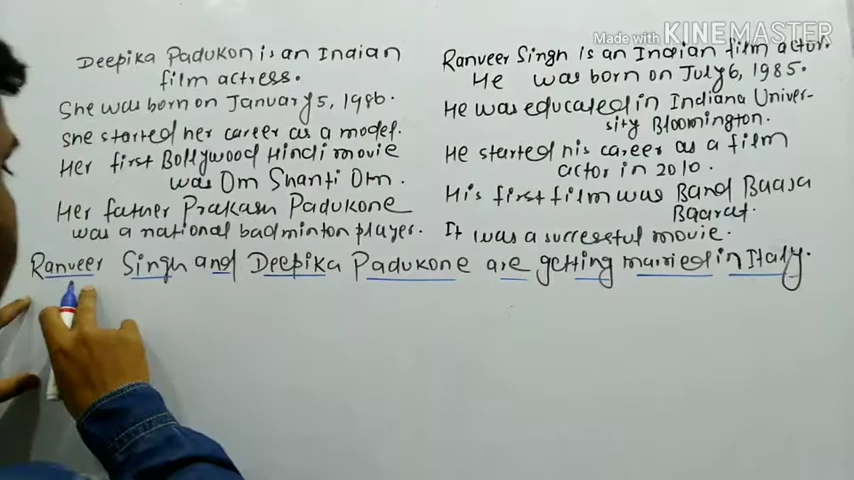 Made with KINEMASTER
Deepika Padukon is an Indian
film actress.
She was born on January 5, 1986.
she started her career as a model.
Her first Bollywood Hindi movie
was Om Shanti Om.
Her father Prakash Padukone
was a national badminton player.
Ranveer Singh is an Indian film actor.
He was born on July 6, 1985.
He was educated in Indiana Univer-
sity Bloomington.
He started his career as a film
actor in 2010.
His first film was Band Baaja
Baarat.
It was a successful movie.
Ranveer Singh and Deepika Padukone are getting married in Italy.